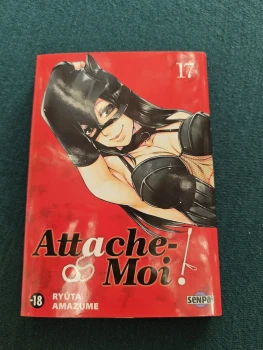 17
Attache-
Moi!
-18
RYÛTA
AMAZUME
SENPAI